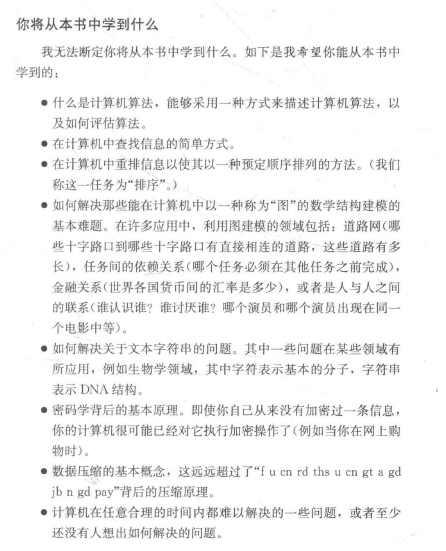 你将从本书中学到什么
我无法断定你将从本书中学到什么。如下是我希望你能从本书中
学到的：
● 什么是计算机算法，能够采用一种方式来描述计算机算法，以
及如何评估算法。
● 在计算机中查找信息的简单方式。
● 在计算机中重排信息以使其以一种预定顺序排列的方法。（我们
称这一任务为“排序”。）
● 如何解决那些能在计算机中以一种称为“图”的数学结构建模的
基本难题。在许多应用中，利用图建模的领域包括：道路网（哪
些十字路口到哪些十字路口有直接相连的道路，这些道路有多
长），任务间的依赖关系（哪个任务必须在其他任务之前完成），
金融关系（世界各国货币间的汇率是多少），或者是人与人之间
的联系（谁认识谁？谁讨厌谁？哪个演员和哪个演员出现在同一
个电影中等）。
● 如何解决关于文本字符串的问题。其中一些问题在某些领域有
所应用，例如生物学领域，其中字符表示基本的分子，字符串
表示 DNA 结构。
● 密码学背后的基本原理。即使你自己从来没有加密过一条信息，
你的计算机很可能已经对它执行加密操作了（例如当你在网上购
物时）。
● 数据压缩的基本概念，这远远超过了“f u cn rd ths u cn gt a gd
jb n gd pay”背后的压缩原理。
● 计算机在任意合理的时间内都难以解决的一些问题，或者至少
还没有人想出如何解决的问题。